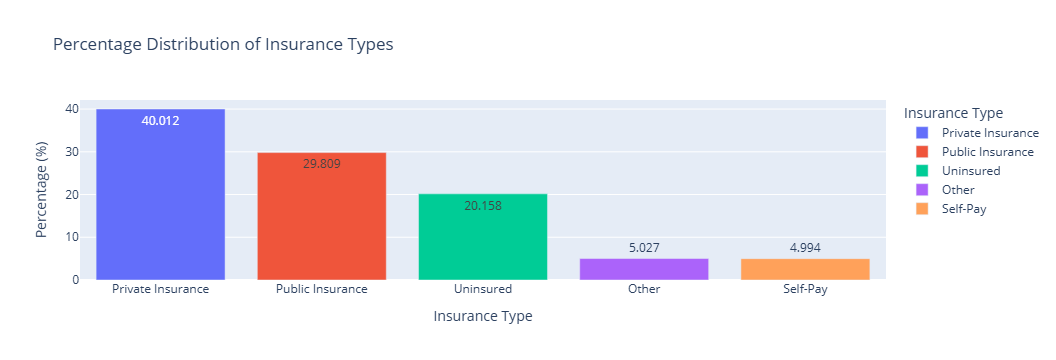 Percentage Distribution of Insurance Types
Percentage (%)
40
30
20
10
0
40.012
29.809
20.158
5.027
4.994
Private Insurance
Public Insurance
Uninsured
Other
Self-Pay
Insurance Type
Insurance Type
Private Insurance
Public Insurance
Uninsured
Other
Self-Pay